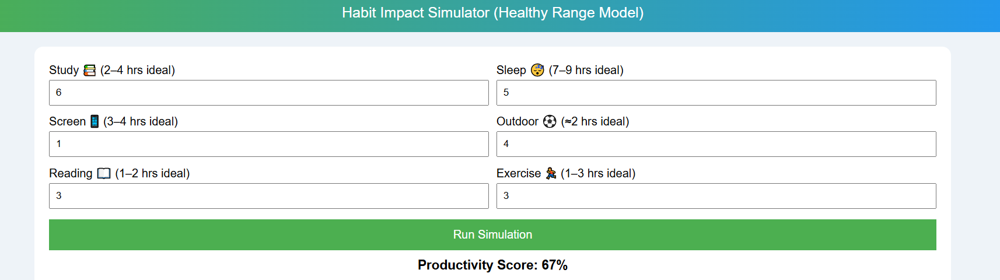 Habit Impact Simulator (Healthy Range Model)
Study 📚 (2–4 hrs ideal)
6
Sleep 😴 (7–9 hrs ideal)
5
Screen 📱 (3–4 hrs ideal)
1
Outdoor ⚽ (≈2 hrs ideal)
4
Reading 📖 (1–2 hrs ideal)
3
Exercise 🏃 (1–3 hrs ideal)
3
Run Simulation
Productivity Score: 67%